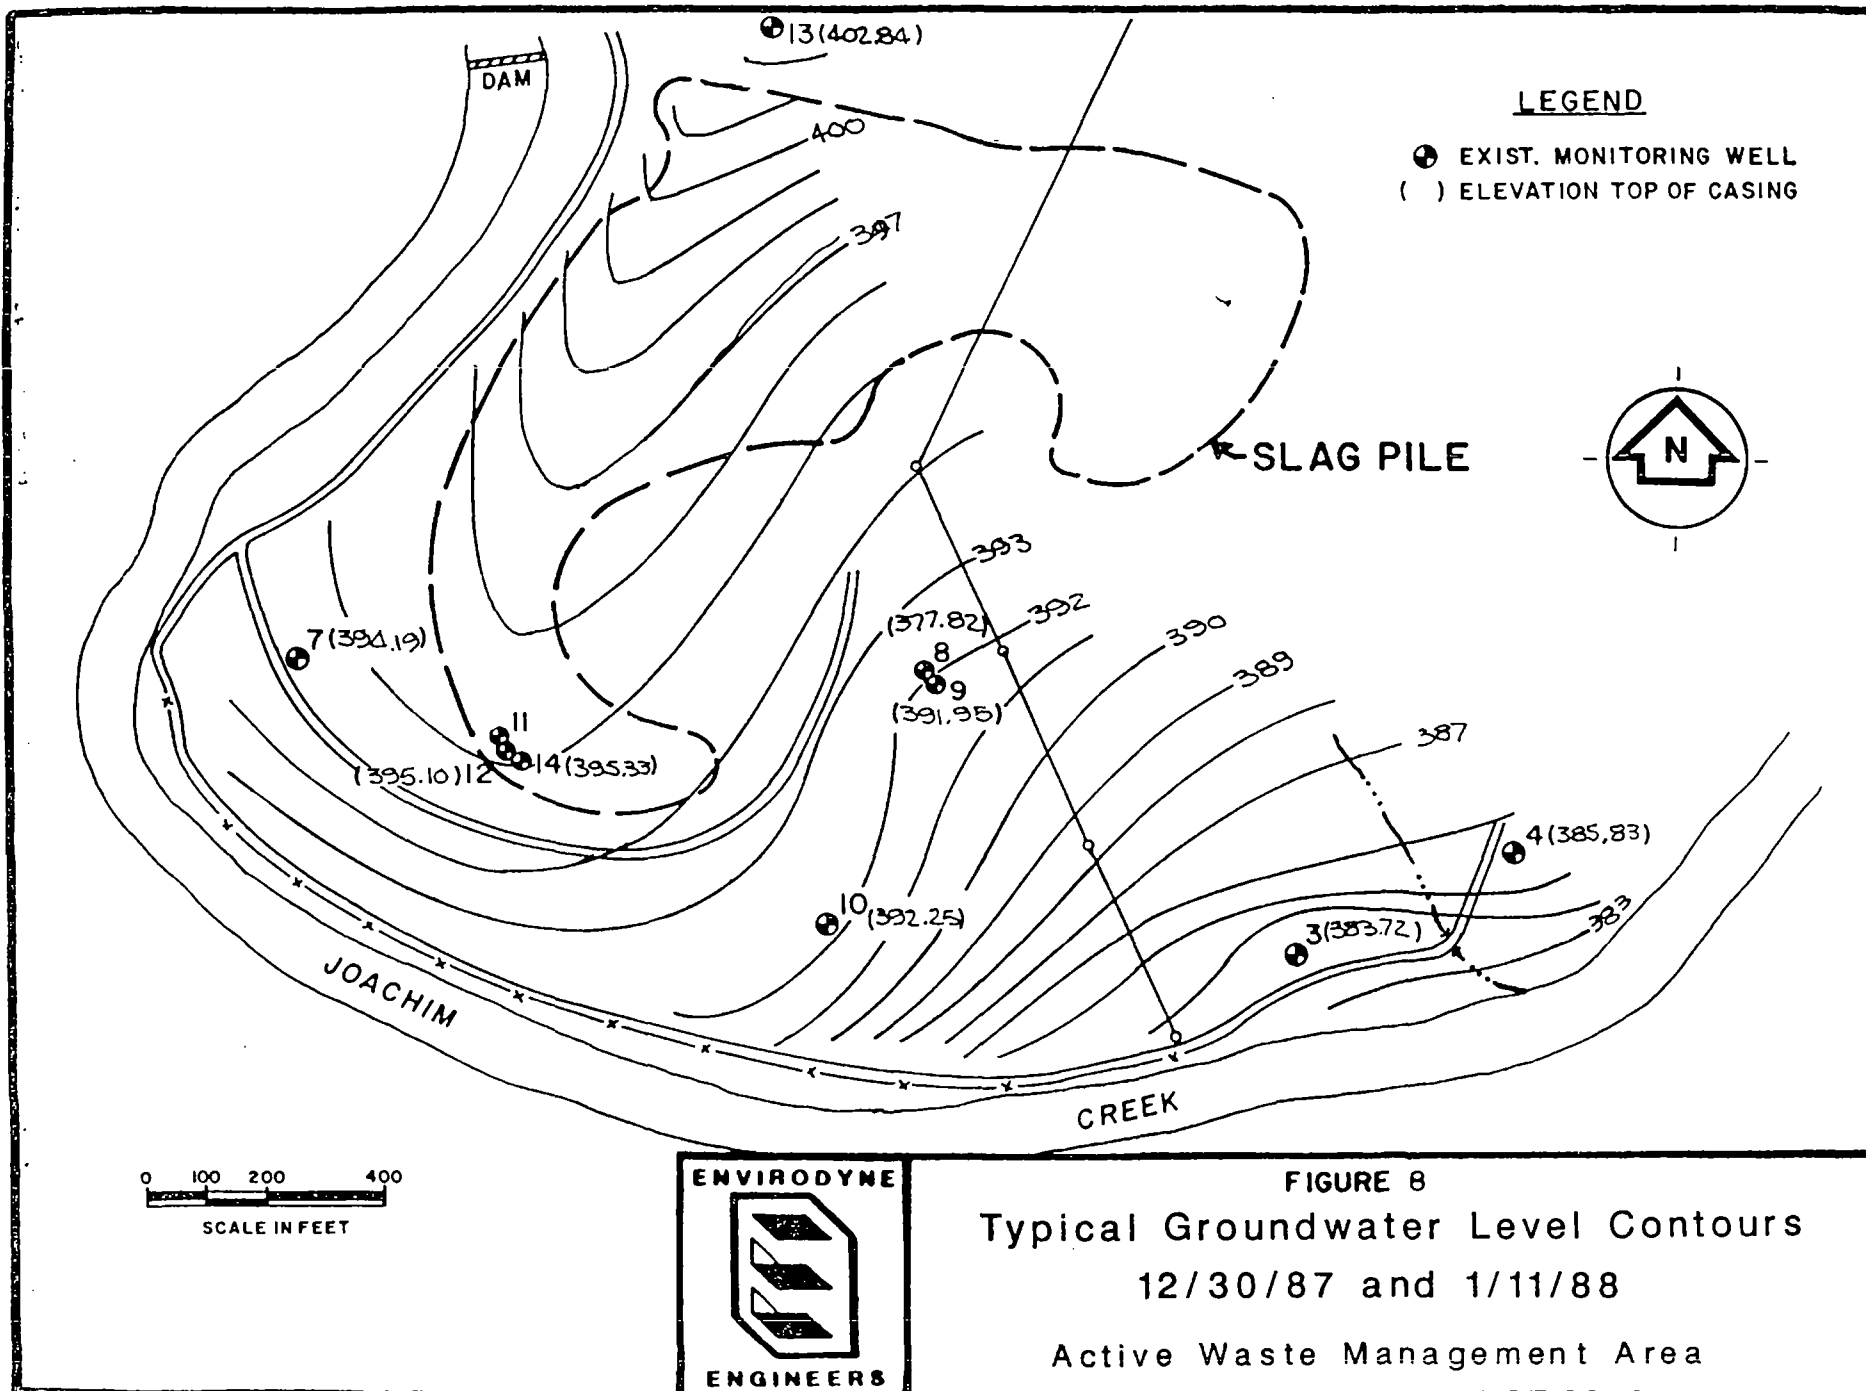 13(402.84)
DAM
LEGEND
EXIST. MONITORING WELL
( ) ELEVATION TOP OF CASING
400
397
N
SLAG PILE
393
392
(377.82)
8
9
(391.95)
390
389
387
7(394.19)
11
(395.10)12
14(395.33)
10(392.25)
4(385.83)
3(383.72)
383
JOACHIM
CREEK
0 100 200 400
SCALE IN FEET
ENVIRODYNE
ENGINEERS
FIGURE 8
Typical Groundwater Level Contours
12/30/87 and 1/11/88
Active Waste Management Area